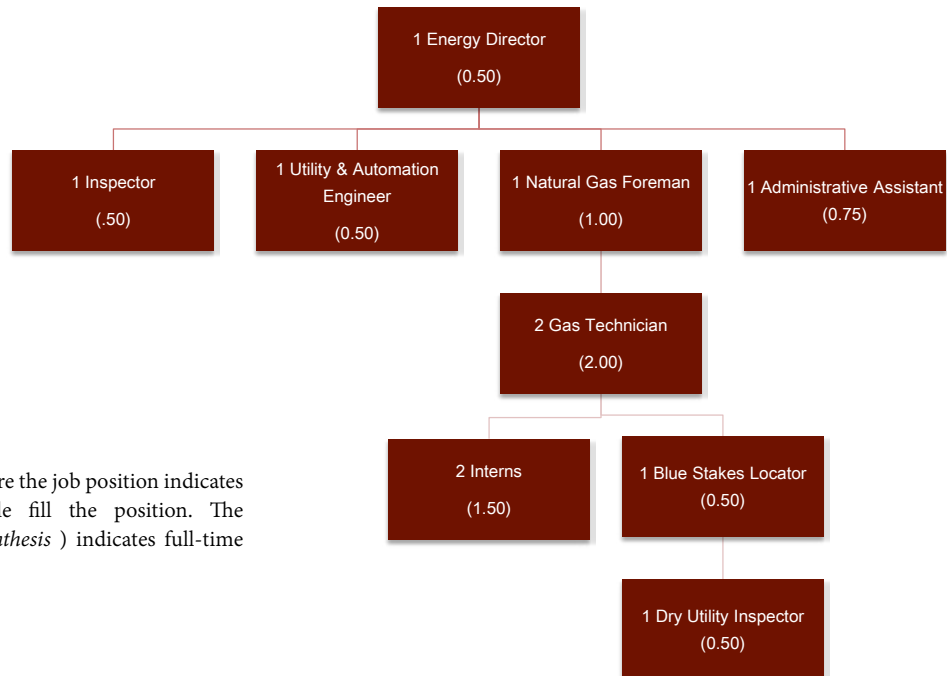 1 Energy Director
(0.50)
1 Inspector
(.50)
1 Utility & Automation
Engineer
(0.50)
1 Natural Gas Foreman
(1.00)
1 Administrative Assistant
(0.75)
2 Gas Technician
(2.00)
2 Interns
(1.50)
1 Blue Stakes Locator
(0.50)
1 Dry Utility Inspector
(0.50)
the job position indicates
fill the position. The
) indicates full-time